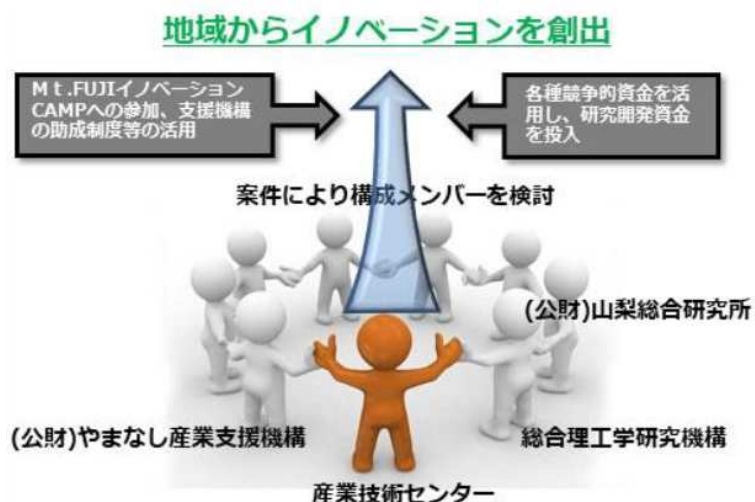 地域からイノベーションを創出
Mt.FUJIイノベーション
CAMPへの参加、支援機構
の助成制度等の活用
各種競争的資金を活
用し、研究開発資金
を投入
案件により構成メンバーを検討
(公財)山梨総合研究所
(公財)やまなし産業支援機構
総合理工学研究機構
産業技術センター